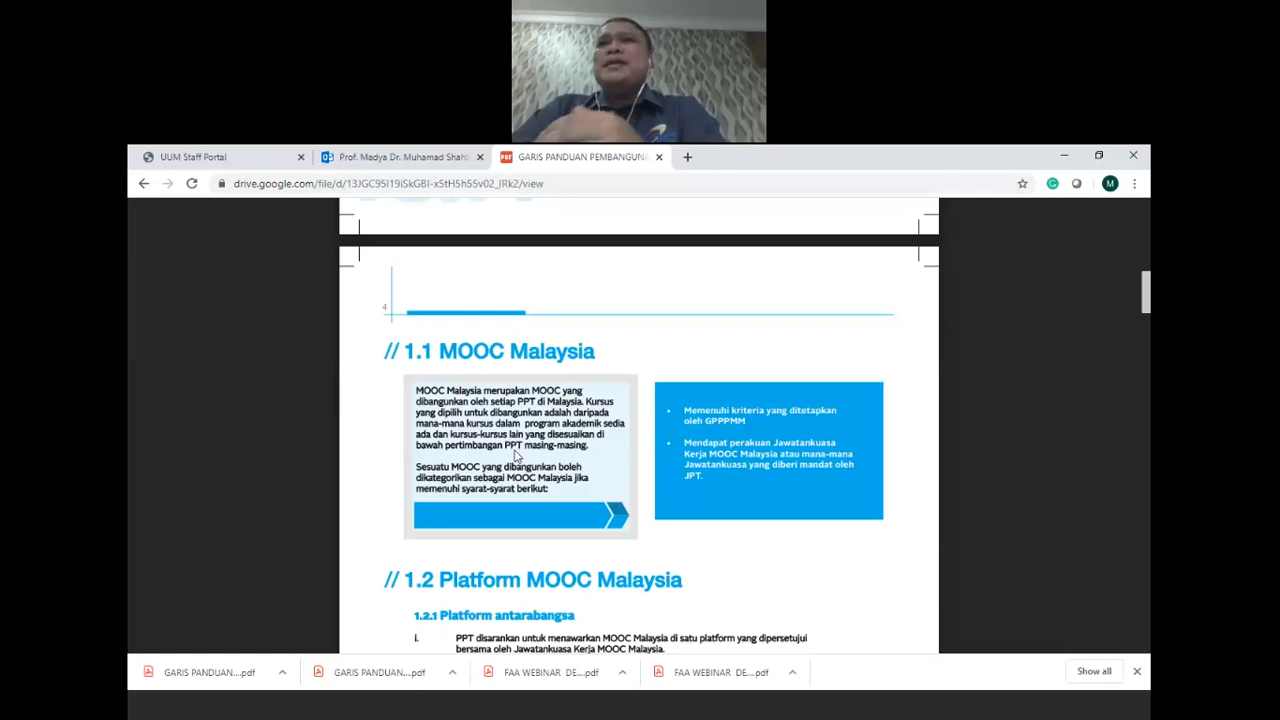 UUM Staff Portal
Prof. Madya Dr. Muhamad Shahb
GARIS PANDUAN PEMBANGUNA
drive.google.com/file/d/13JGC95I19iSkGBI-x5tH5h55v02_IRk2/view
M
4
// 1.1 MOOC Malaysia
MOOC Malaysia merupakan MOOC yang
dibangunkan oleh setiap PPT di Malaysia. Kursus
yang dipilih untuk dibangunkan adalah daripada
mana-mana kursus dalam program akademik sedia
ada dan kursus-kursus lain yang disesuaikan di
bawah pertimbangan PPT masing-masing.
Sesuatu MOOC yang dibangunkan boleh
dikategorikan sebagai MOOC Malaysia jika
memenuhi syarat-syarat berikut:
• Memenuhi kriteria yang ditetapkan
oleh GPPPMM
• Mendapat perakuan Jawatankuasa
Kerja MOOC Malaysia atau mana-mana
Jawatankuasa yang diberi mandat oleh
JPT.
// 1.2 Platform MOOC Malaysia
1.2.1 Platform antarabangsa
i. PPT disarankan untuk menawarkan MOOC Malaysia di satu platform yang dipersetujui
bersama oleh Jawatankuasa Kerja MOOC Malaysia.
GARIS PANDUAN....pdf
GARIS PANDUAN....pdf
FAA WEBINAR DE....pdf
FAA WEBINAR DE....pdf
Show all